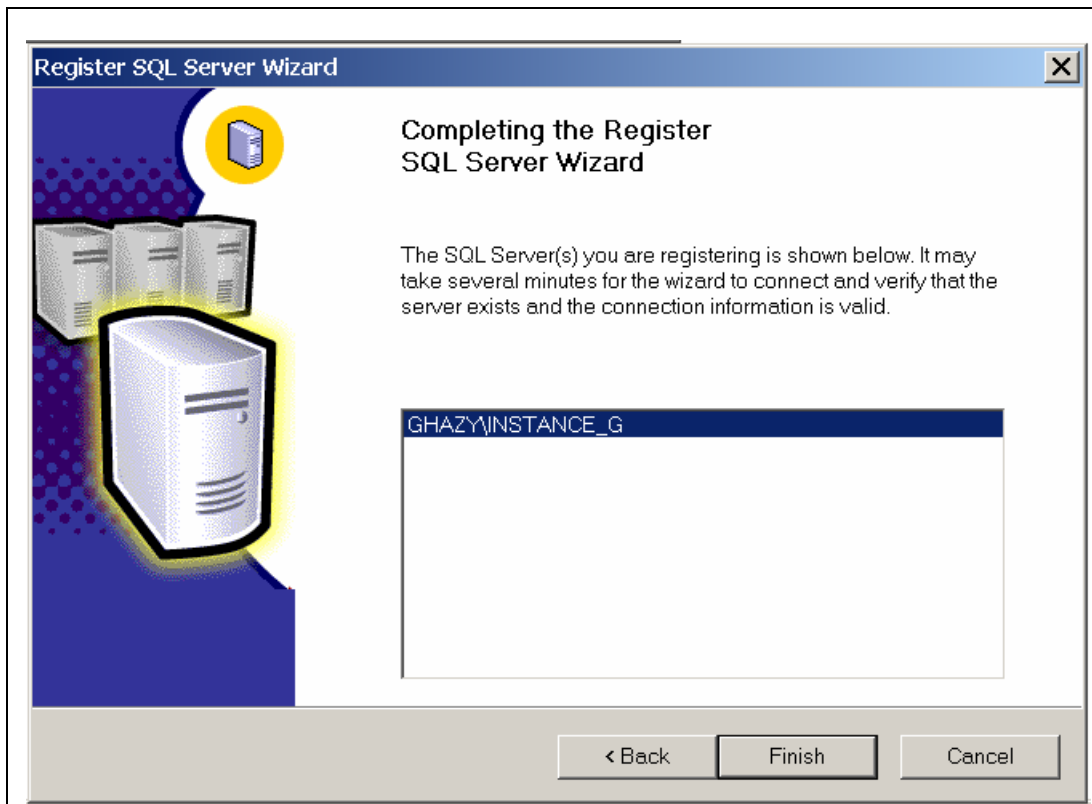 Register SQL Server Wizard
Completing the Register
SQL Server Wizard
The SQL Server(s) you are registering is shown below. It may
take several minutes for the wizard to connect and verify that the
server exists and the connection information is valid.
GHAZY\INSTANCE_G
< Back
Finish
Cancel